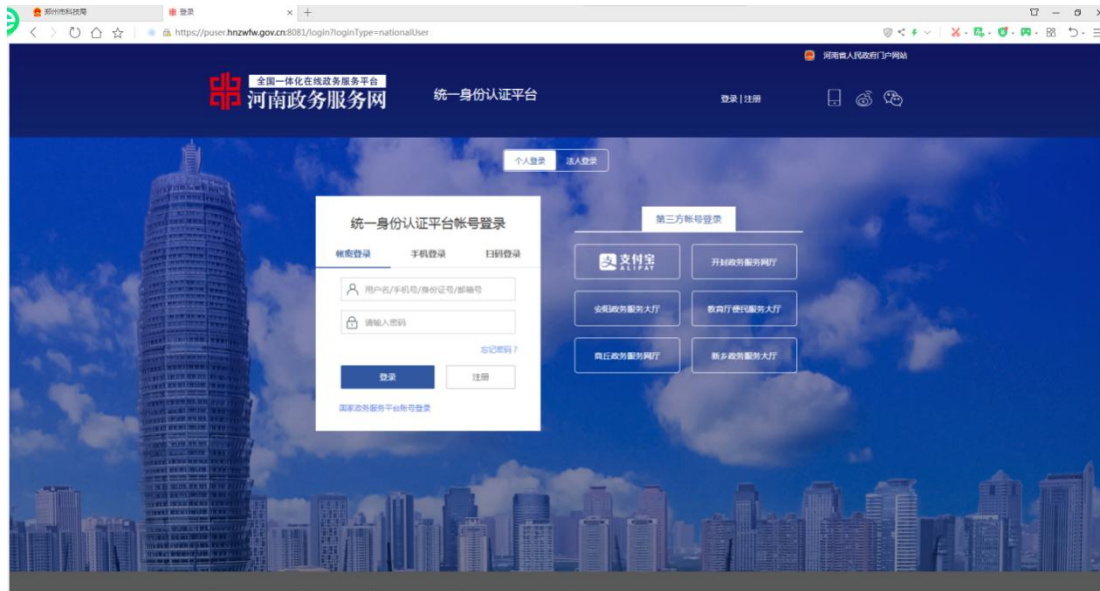 郑州市科技局
登录
https://puser.hnzwfw.gov.cn:8081/login?loginType=nationalUser
河南省人民政府门户网站
全国一体化在线政务服务平台
河南政务服务网
统一身份认证平台
登录 | 注册
个人登录 法人登录
统一身份认证平台帐号登录
帐密登录 手机登录 扫码登录
用户名/手机号/身份证号/邮箱号
请输入密码
忘记密码？
登录 注册
国家政务服务平台账号登录
第三方帐号登录
支付宝
ALIPAY
开封政务服务网厅
安阳政务服务大厅 教育厅便民服务大厅
商丘政务服务网厅 新乡政务服务大厅